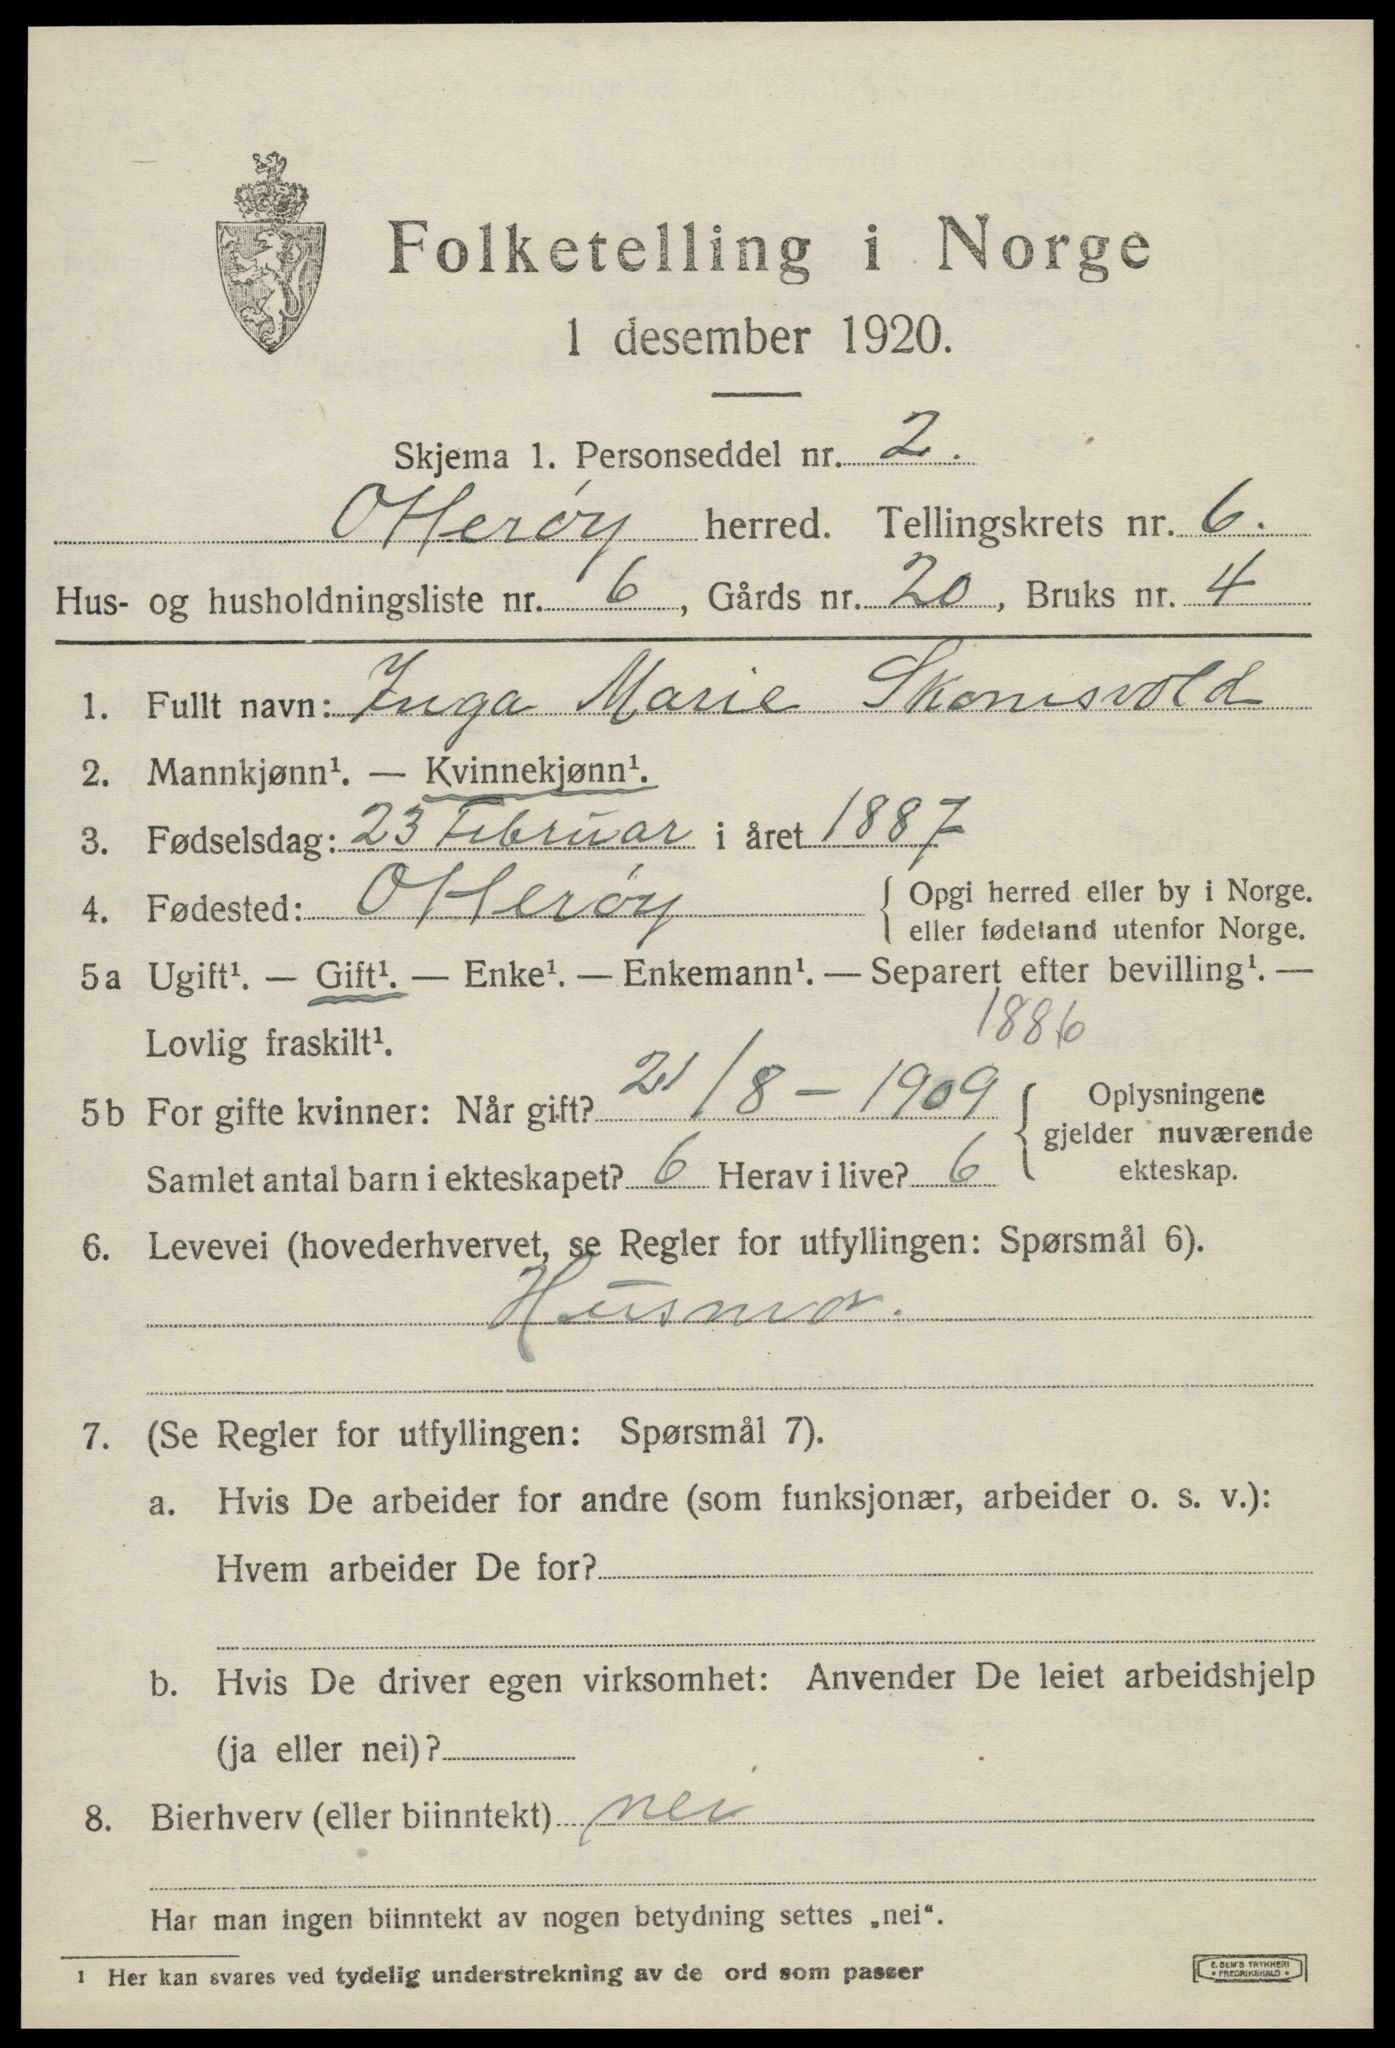 Folketelling i Norge
1 desember 1920.
Skjema 1. Personseddel nr. 2.
Otterøy herred. Tellingskrets nr. 6.
Hus- og husholdningsliste nr. 6, Gårds nr. 20, Bruks nr. 4
1. Fullt navn: Inga Marie Skomsvold
2. Mannkjønn¹. — Kvinnekjønn¹.
3. Fødselsdag: 23 Februar i året 1887
4. Fødested: Otterøy { Opgi herred eller by i Norge.
eller fødeland utenfor Norge.
5a Ugift¹. — Gift¹. — Enke¹. — Enkemann¹. — Separert efter bevilling¹. —
Lovlig fraskilt¹. 1886
5b For gifte kvinner: Når gift? 21/8 – 1909 { Oplysningene
gjelder nuværende
Samlet antal barn i ekteskapet? 6 Herav i live? 6 ekteskap.
6. Levevei (hovederhvervet, se Regler for utfyllingen: Spørsmål 6).
Husmor.
7. (Se Regler for utfyllingen: Spørsmål 7).
a. Hvis De arbeider for andre (som funksjonær, arbeider o. s. v.):
Hvem arbeider De for?
b. Hvis De driver egen virksomhet: Anvender De leiet arbeidshjelp
(ja eller nei)?
8. Bierhverv (eller biinntekt) nei
Har man ingen biinntekt av nogen betydning settes „nei“.
1 Her kan svares ved tydelig understrekning av de ord som passer
E. SEM'S TRYKKERI
• FREDRIKSHALD •